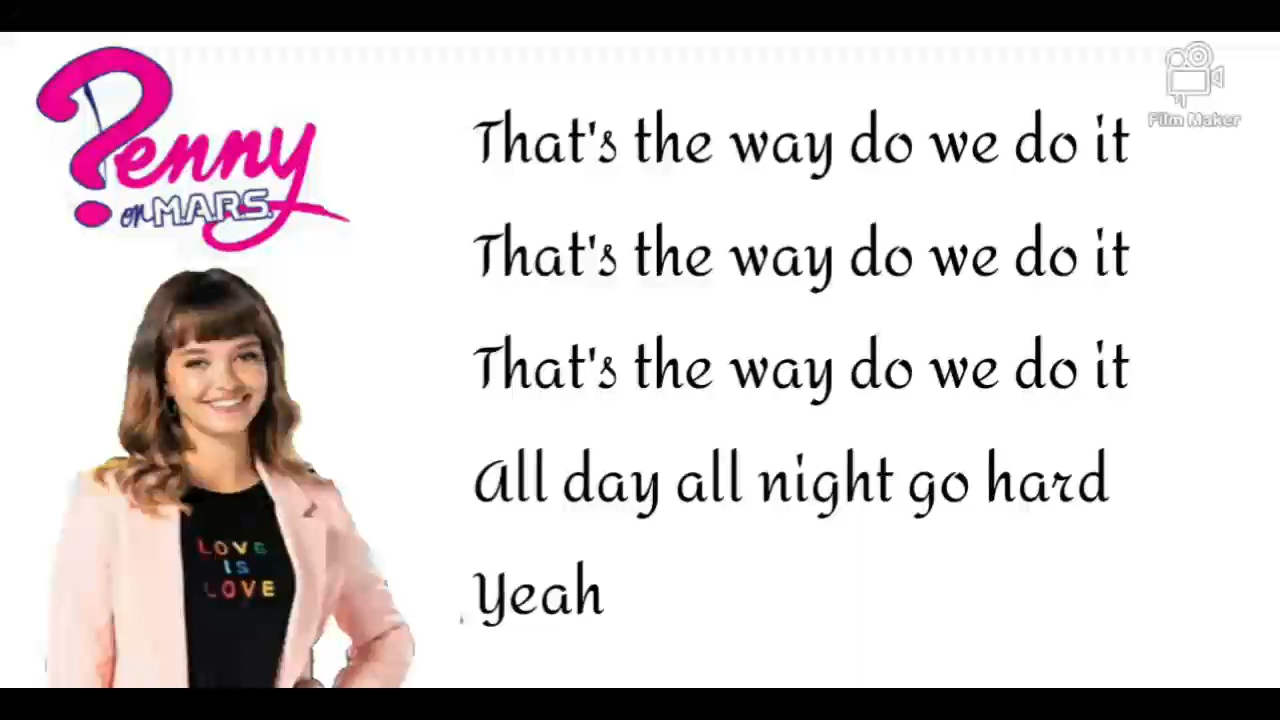 Penny
on M.A.R.S.
Film Maker
That's the way do we do it
That's the way do we do it
That's the way do we do it
All day all night go hard
Yeah
LOVE
IS
LOVE